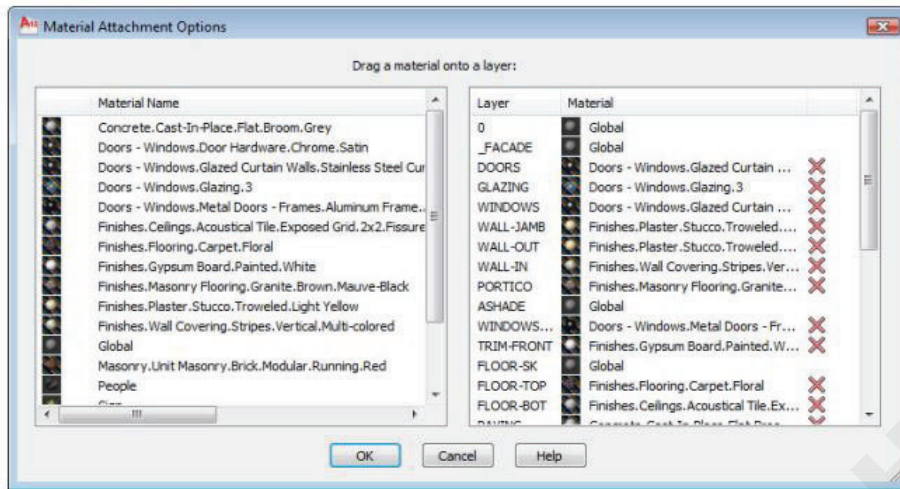 Material Attachment Options
Drag a material onto a layer:
Material Name
Concrete.Cast-In-Place.Flat.Broom.Grey
Doors - Windows.Door Hardware.Chrome.Satin
Doors - Windows.Glazed Curtain Walls.Stainless Steel Cur
Doors - Windows.Glazing.3
Doors - Windows.Metal Doors - Frames.Aluminum Frame..
Finishes.Ceilings.Acoustical Tile.Exposed Grid.2x2.Fissure
Finishes.Flooring.Carpet.Floral
Finishes.Gypsum Board.Painted.White
Finishes.Masonry Flooring.Granite.Brown.Mauve-Black
Finishes.Plaster.Stucco.Troweled.Light Yellow
Finishes.Wall Covering.Stripes.Vertical.Multi-colored
Global
Masonry.Unit Masonry.Brick.Modular.Running.Red
People
Layer Material
0 Global
_FACADE Global
DOORS Doors - Windows.Glazed Curtain ...
GLAZING Doors - Windows.Glazing.3
WINDOWS Doors - Windows.Glazed Curtain ...
WALL-JAMB Finishes.Plaster.Stucco.Troweled....
WALL-OUT Finishes.Plaster.Stucco.Troweled....
WALL-IN Finishes.Wall Covering.Stripes.Ver...
PORTICO Finishes.Masonry Flooring.Granite...
ASHADE Global
WINDOWS... Doors - Windows.Metal Doors - Fr...
TRIM-FRONT Finishes.Gypsum Board.Painted.W...
FLOOR-SK Global
FLOOR-TOP Finishes.Flooring.Carpet.Floral
FLOOR-BOT Finishes.Ceilings.Acoustical Tile.Ex...
OK Cancel Help